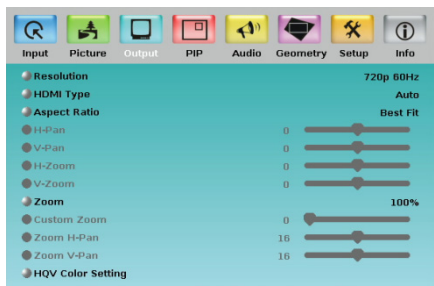 Input Picture Output PIP Audio Geometry Setup Info
Resolution 720p 60Hz
HDMI Type Auto
Aspect Ratio Best Fit
H-Pan 0
V-Pan 0
H-Zoom 0
V-Zoom 0
Zoom 100%
Custom Zoom 0
Zoom H-Pan 16
Zoom V-Pan 16
HQV Color Setting